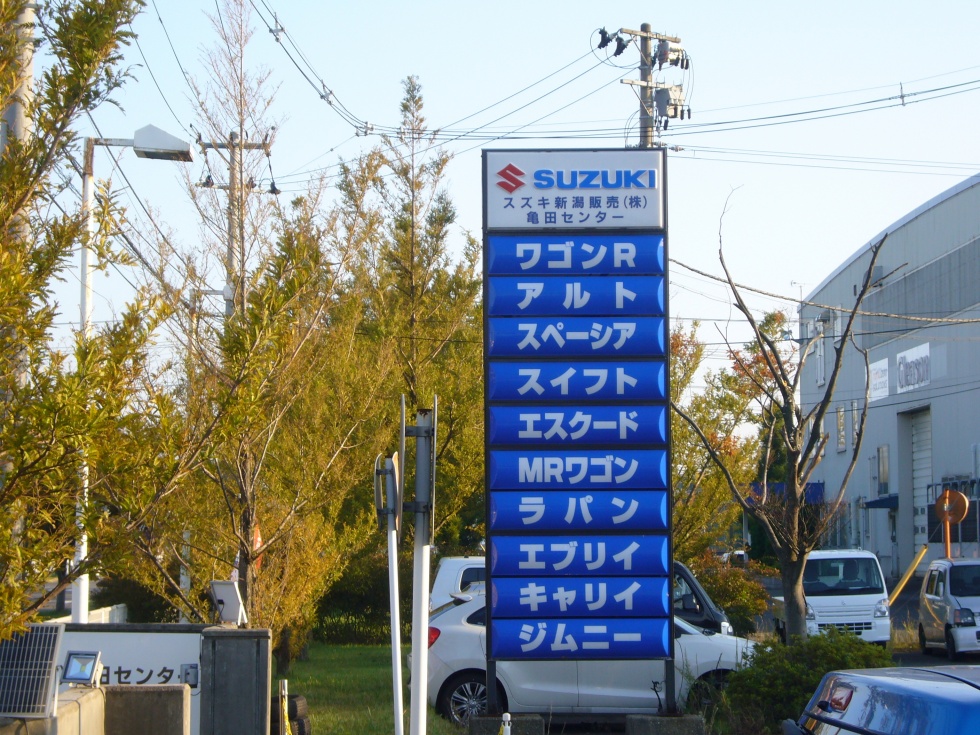 SUZUKI
スズキ新潟販売(株)
亀田センター
ワゴンR
アルト
スペーシア
スイフト
エスクード
MRワゴン
ラパン
エブリイ
キャリイ
ジムニー
田センター